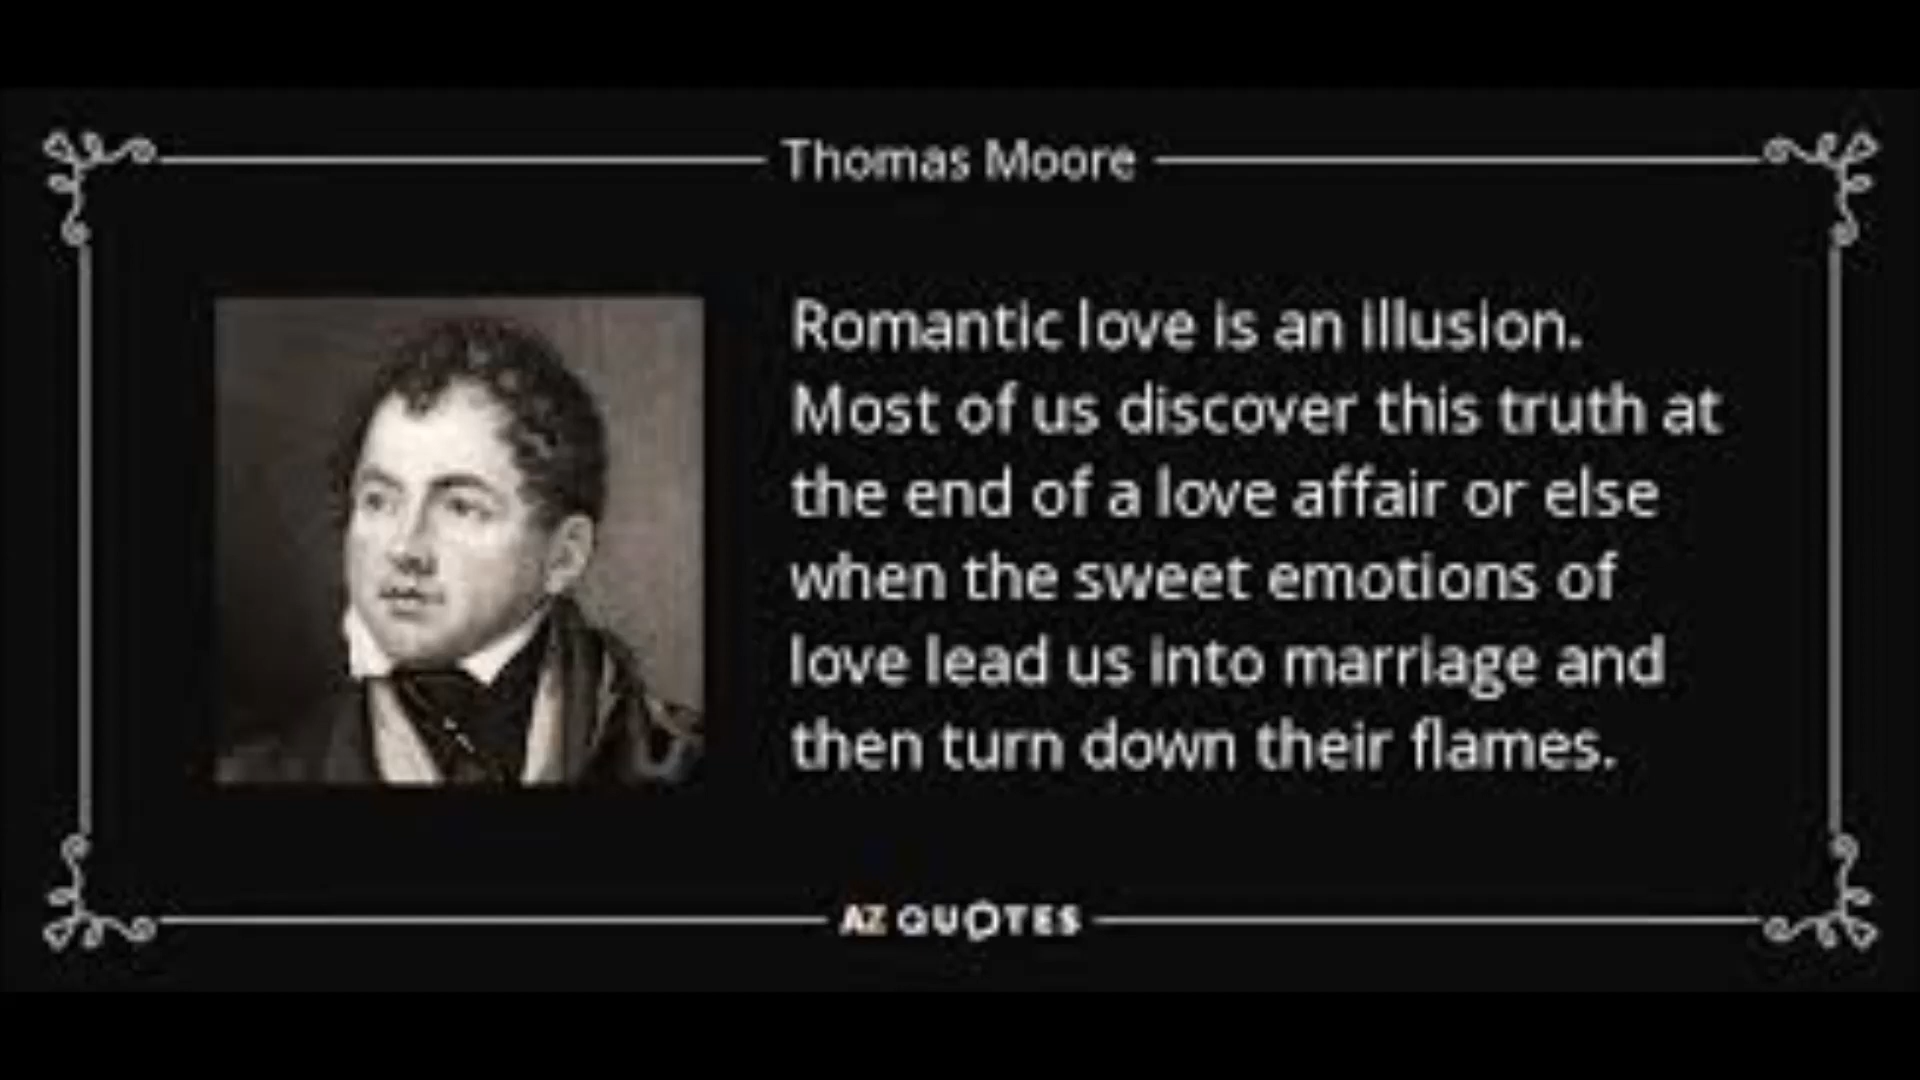 Thomas Moore
Romantic love is an illusion.
Most of us discover this truth at
the end of a love affair or else
when the sweet emotions of
love lead us into marriage and
then turn down their flames.
AZ QUOTES